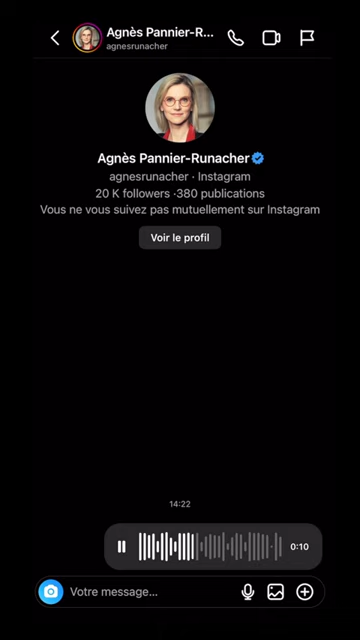 Agnès Pannier-R...
agnesrunacher
Agnès Pannier-Runacher
agnesrunacher · Instagram
20 K followers ·380 publications
Vous ne vous suivez pas mutuellement sur Instagram
Voir le profil
14:22
0:10
Votre message...